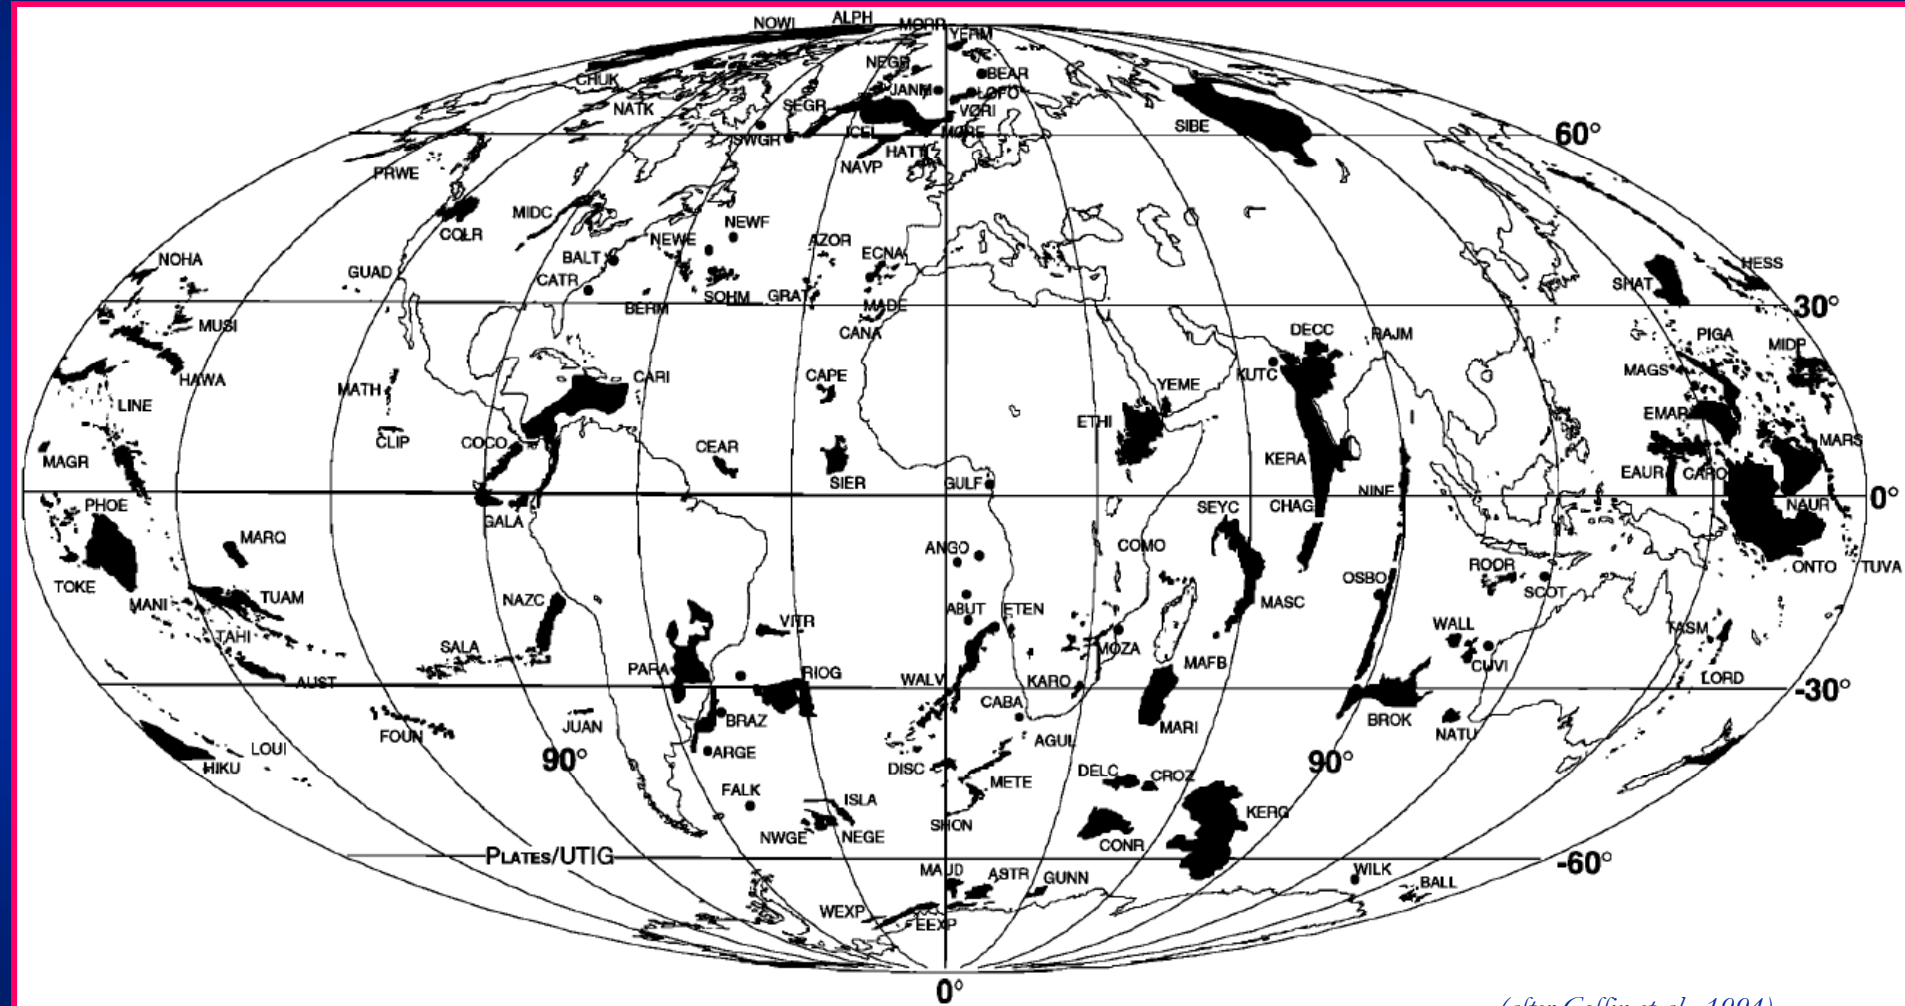 NOWI ALPH MORR YERM
NEGR BEAR
CHUK JANM LOFO
NATK SEGR VØRI
SIBE
ICEL MØRE 60°
SWGR HATT
NAVP
PRWE
MIDC NEWF
COLR NEWE AZOR
BALT ECNA
NOHA HESS
GUAD CATR SHAT
SOHM GRAT
BERM MADE 30°
MUSI CANA DECC RAJM PIGA
MIDP
HAWA MATH CARI CAPE YEME KUTC MAGS
LINE EMAR
CLIP COCO CEAR ETHI MARS
MAGR KERA
SIER GULF EAUR CARO
NINE 0°
PHOE GALA SEYC CHAG NAUR
MARQ ANGO COMO
ROOR ONTO TUVA
TOKE OSBO
MANI TUAM NAZC ABUT ETEN MASC SCOT
VITR WALL TASM
TAHI SALA MOZA
PARA RIOG MAFB CUVI
AUST WALV KARO LORD -30°
CABA
BRAZ BROK
FOUN JUAN MARI NATU
LOUI ARGE AGUL
HIKU 90° DISC DELC CROZ 90°
METE
FALK ISLA KERG
NWGE NEGE SHON CONR
PLATES/UTIG -60°
MAUD ASTR GUNN WILK BALL
WEXP
EEXP
0°
(after Coffin et al., 1994)